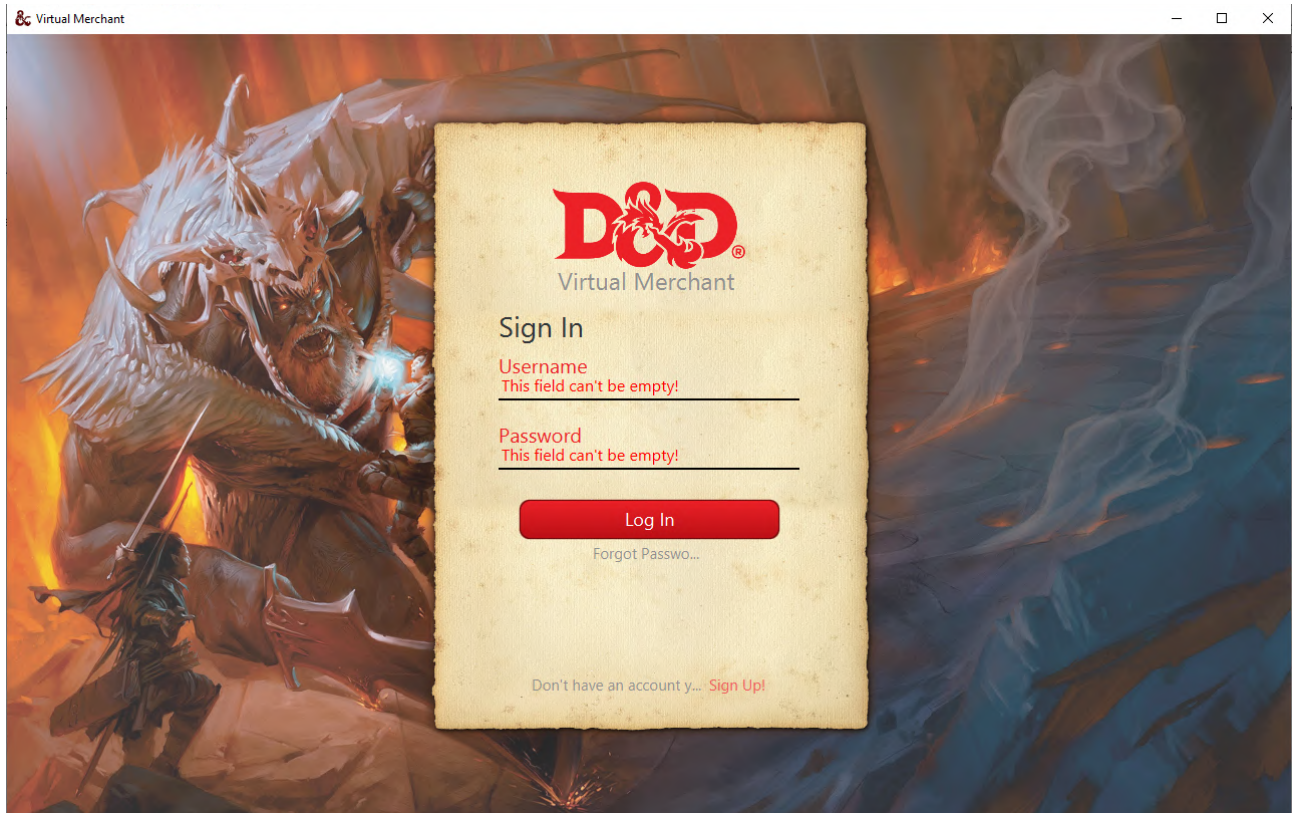 Virtual Merchant
D&D®
Virtual Merchant
Sign In
Username
This field can't be empty!
Password
This field can't be empty!
Log In
Forgot Passwo...
Don't have an account y... Sign Up!